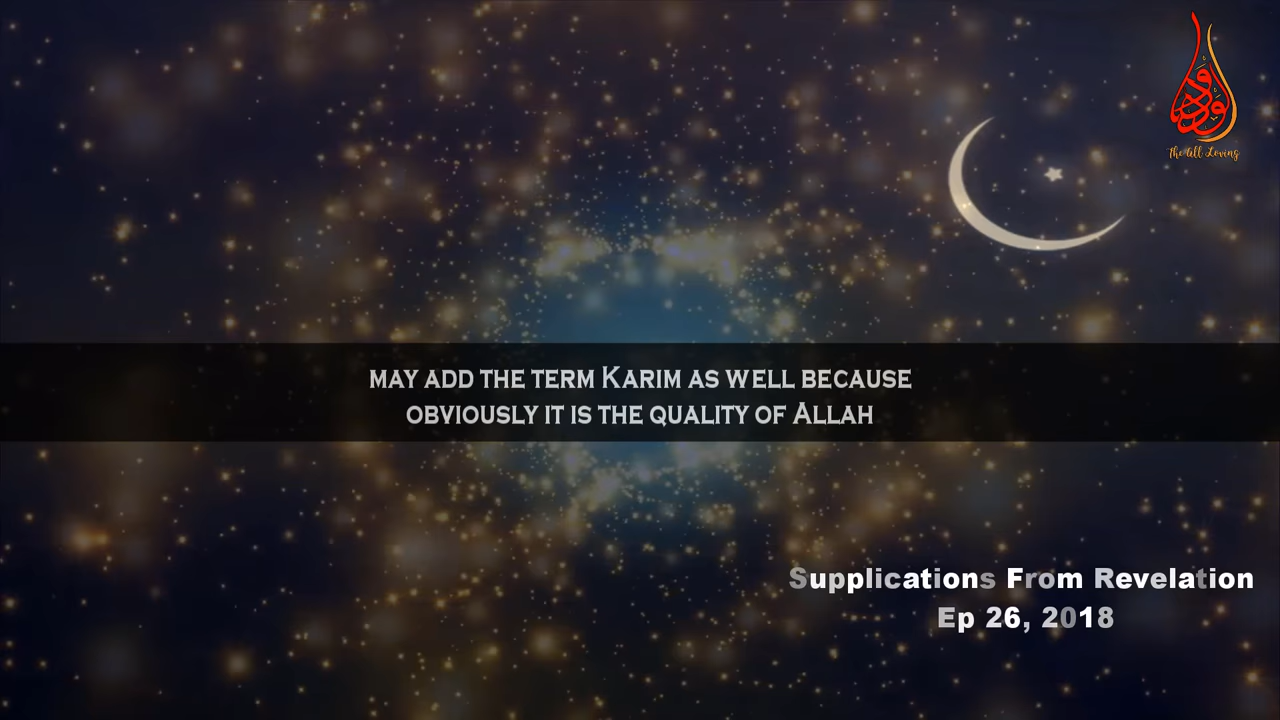 الودود
The All Loving
MAY ADD THE TERM KARIM AS WELL BECAUSE
OBVIOUSLY IT IS THE QUALITY OF ALLAH
Supplications From Revelation
Ep 26, 2018